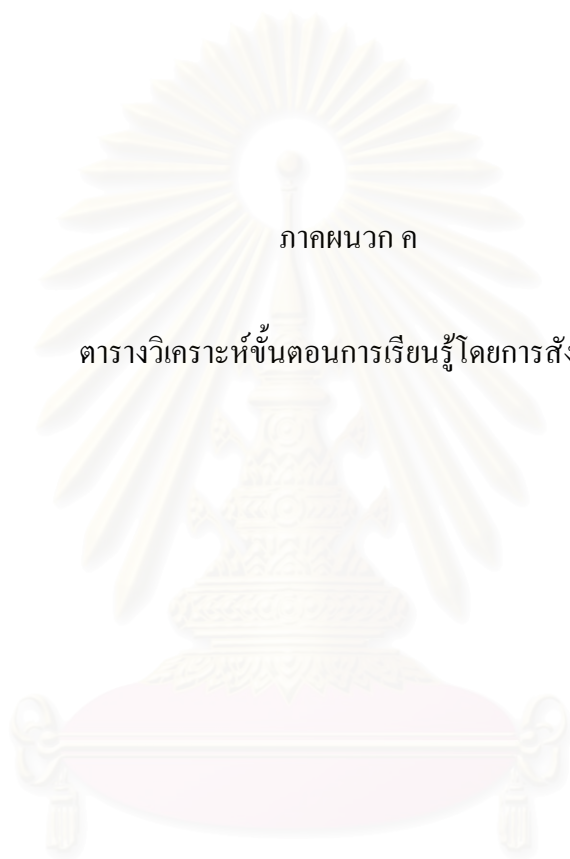 ภาคผนวก ค
ตารางวิเคราะห์ขั้นตอนการเรียนรู้โดยการสัง